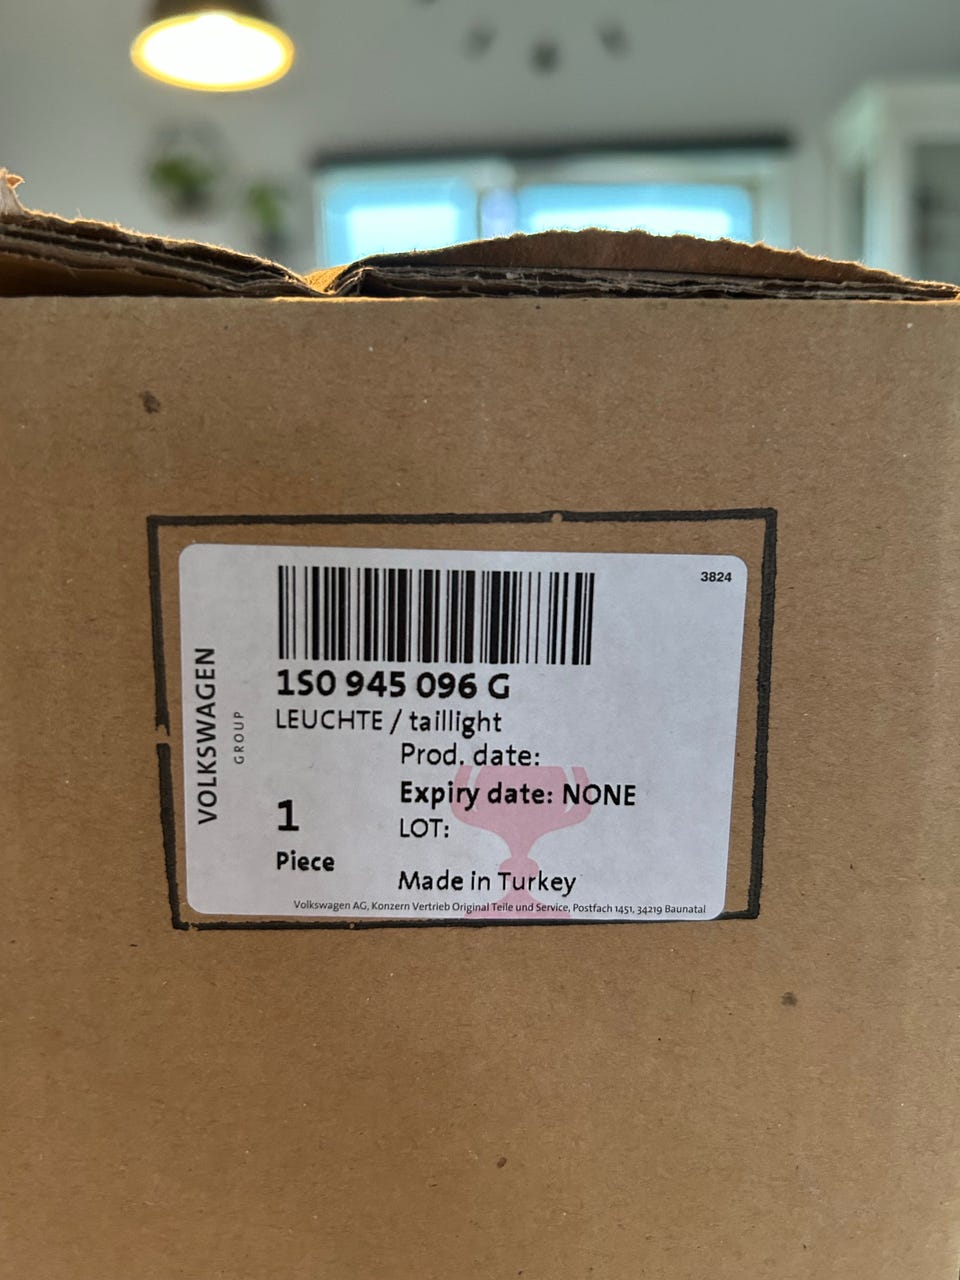 3824
1S0 945 096 G
LEUCHTE / taillight
Prod. date:
Expiry date: NONE
LOT:
1
Piece
Made in Turkey
Volkswagen AG, Konzern Vertrieb Original Teile und Service, Postfach 1451, 34219 Baunatal
VOLKSWAGEN
GROUP